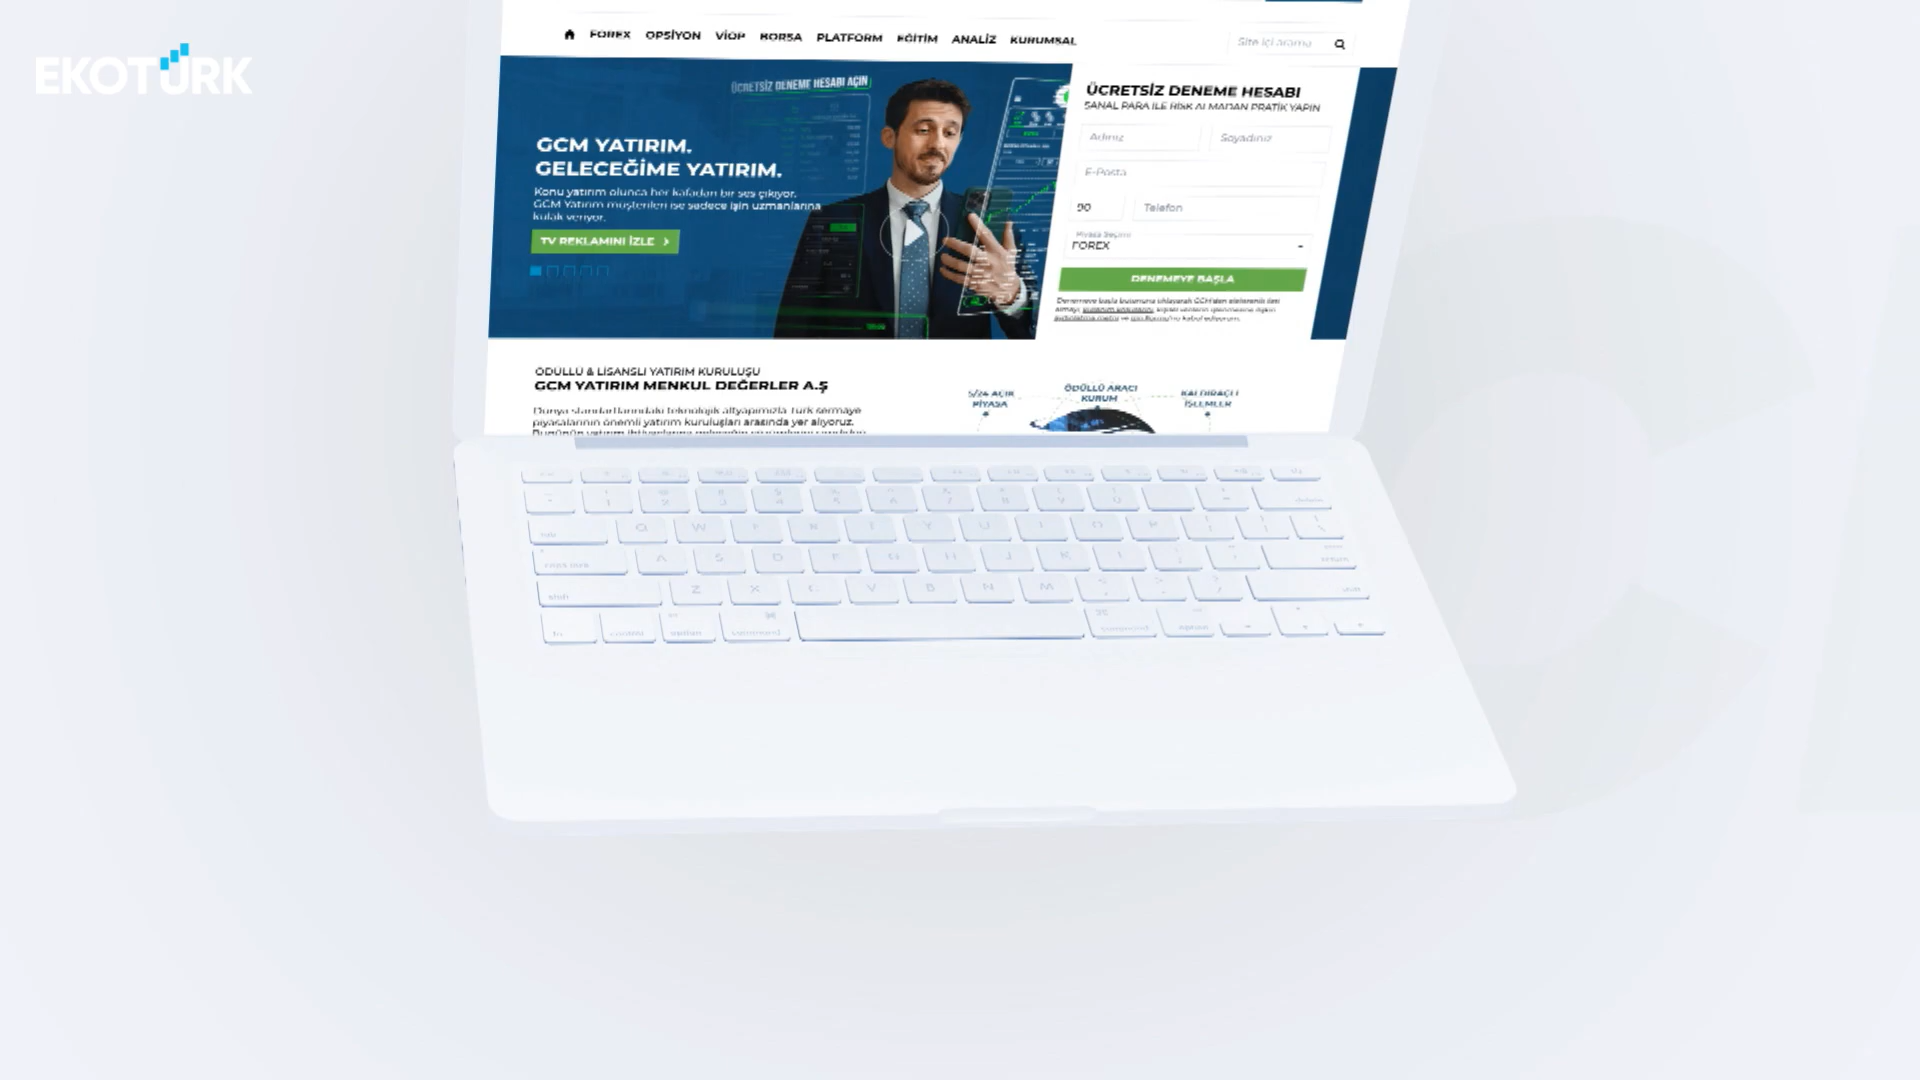 EKOTÜRK
FOREX OPSİYON VİOP BORSA PLATFORM EĞİTİM ANALİZ KURUMSAL
Site içi arama
ÜCRETSİZ DENEME HESABI AÇIN
GCM YATIRIM.
GELECEĞİME YATIRIM.
Konu yatırım olunca her kafadan bir ses çıkıyor.
GCM Yatırım müşterileri ise sadece işin uzmanlarına
kulak veriyor.
TV REKLAMINI İZLE
ÜCRETSİZ DENEME HESABI
SANAL PARA İLE RİSK ALMADAN PRATİK YAPIN
Adınız Soyadınız
E-Posta
90 Telefon
Piyasa Seçimi
FOREX
DENEMEYE BAŞLA
ÖDÜLLÜ & LİSANSLI YATIRIM KURULUŞU
GCM YATIRIM MENKUL DEĞERLER A.Ş
Dünya standartlarındaki teknolojik altyapımızla Türk sermaye
piyasalarının önemli yatırım kuruluşları arasında yer alıyoruz.
5/24 AÇIK
PİYASA
ÖDÜLLÜ ARACI
KURUM
KALDIRAÇLI
İŞLEMLER
Q W
A S D F H J K
Z X C V B N M